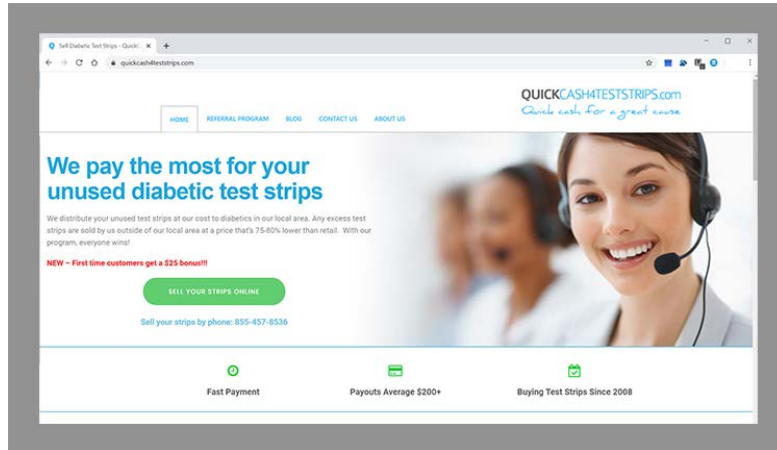 Sell Diabetic Test Strips - Quick
quickcash4teststrips.com
QUICKCASH4TESTSTRIPS.com
Quick cash for a great cause
HOME REFERRAL PROGRAM BLOG CONTACT US ABOUT US
We pay the most for your
unused diabetic test strips
We distribute your unused test strips at our cost to diabetics in our local area. Any excess test
strips are sold by us outside of our local area at a price that's 75-80% lower than retail. With our
program, everyone wins!
NEW – First time customers get a $25 bonus!!!
SELL YOUR STRIPS ONLINE
Sell your strips by phone: 855-457-8536
Fast Payment Payouts Average $200+ Buying Test Strips Since 2008